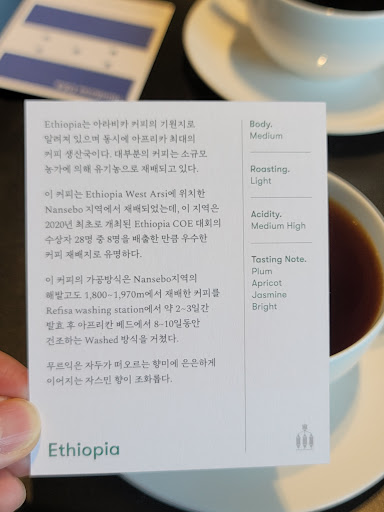 Ethiopia는 아라비카 커피의 기원지로
알려져 있으며 동시에 아프리카 최대의
커피 생산국이다. 대부분의 커피는 소규모
농가에 의해 유기농으로 재배되고 있다.
이 커피는 Ethiopia West Arsi에 위치한
Nansebo 지역에서 재배되었는데, 이 지역은
2020년 최초로 개최된 Ethiopia COE 대회의
수상자 28명 중 8명을 배출한 만큼 우수한
커피 재배지로 유명하다.
이 커피의 가공방식은 Nansebo지역의
해발고도 1,800~1,970m에서 재배한 커피를
Refisa washing station에서 약 2~3일간
발효 후 아프리칸 베드에서 8~10일동안
건조하는 Washed 방식을 거쳤다.
무르익은 자두가 떠오르는 향미에 은은하게
이어지는 자스민 향이 조화롭다.
Ethiopia
Body.
Medium
Roasting.
Light
Acidity.
Medium High
Tasting Note.
Plum
Apricot
Jasmine
Bright